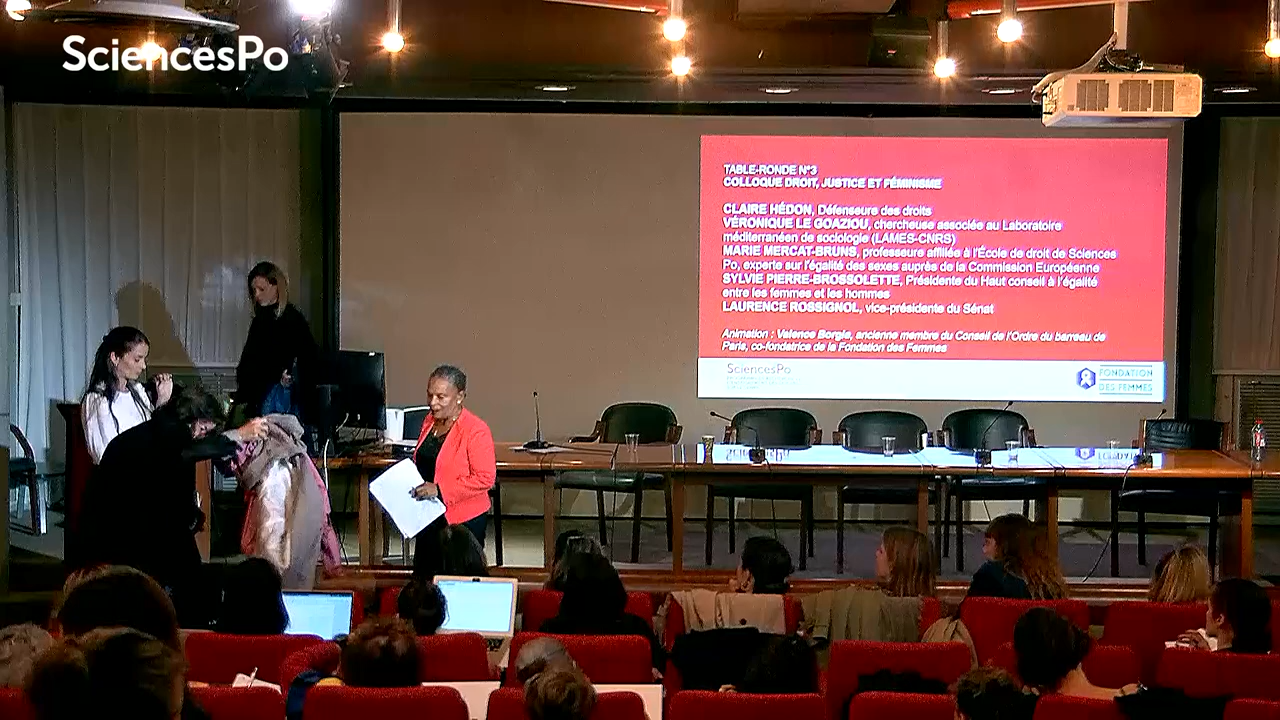 SciencesPo
TABLE-RONDE N°3
COLLOQUE DROIT, JUSTICE ET FÉMINISME
CLAIRE HÉDON, Défenseure des droits
VÉRONIQUE LE GOAZIOU, chercheuse associée au Laboratoire
méditerranéen de sociologie (LAMES-CNRS)
MARIE MERCAT-BRUNS, professeure affiliée à l'École de droit de Sciences
Po, experte sur l'égalité des sexes auprès de la Commission Européenne
SYLVIE PIERRE-BROSSOLETTE, Présidente du Haut conseil à l'égalité
entre les femmes et les hommes
LAURENCE ROSSIGNOL, vice-présidente du Sénat
Animation : Valence Borgia, ancienne membre du Conseil de l'Ordre du barreau de
Paris, co-fondatrice de la Fondation des Femmes
SciencesPo
FONDATION
DES FEMMES